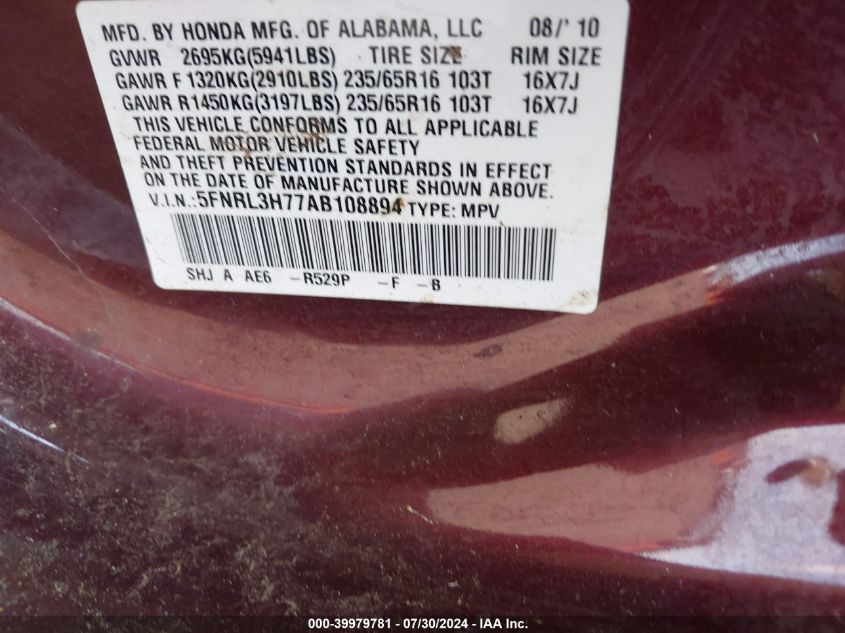 MFD. BY HONDA MFG. OF ALABAMA, LLC 08/'10
GVWR 2695KG(5941LBS) TIRE SIZE RIM SIZE
GAWR F 1320KG(2910LBS) 235/65R16 103T 16X7J
GAWR R1450KG(3197LBS) 235/65R16 103T 16X7J
THIS VEHICLE CONFORMS TO ALL APPLICABLE
FEDERAL MOTOR VEHICLE SAFETY
AND THEFT PREVENTION STANDARDS IN EFFECT
ON THE DATE OF MANUFACTURE SHOWN ABOVE.
V.I.N.:5FNRL3H77AB108894 TYPE: MPV
SHJ A AE6 -R529P -F -B
000-39979781 / 07/30/2024 - IAA Inc.